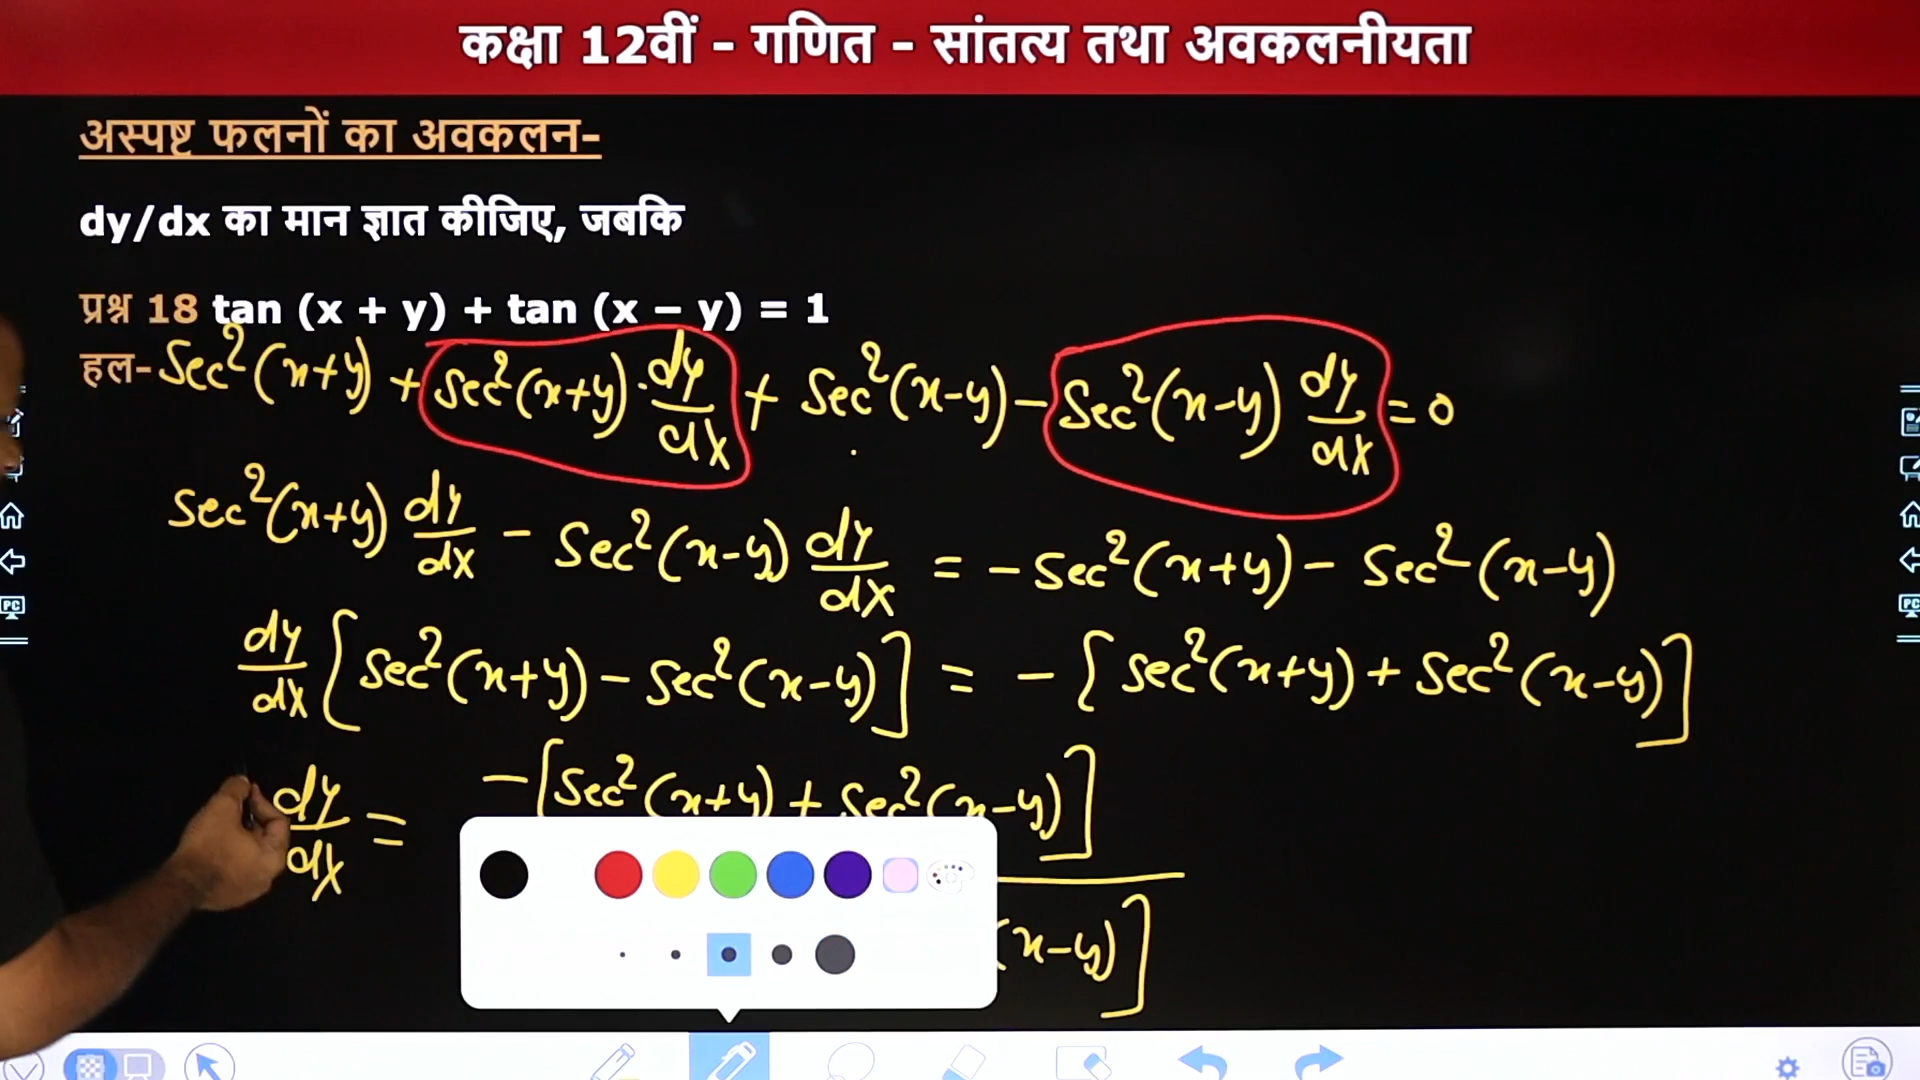 कक्षा 12वीं - गणित - सांतत्य तथा अवकलनीयता
अस्पष्ट फलनों का अवकलन-
dy/dx का मान ज्ञात कीजिए, जबकि
प्रश्न 18 tan (x + y) + tan (x – y) = 1
हल- Sec²(x+y) + Sec²(x+y)·dy/dx + Sec²(x-y) - Sec²(x-y) dy/dx = 0
Sec²(x+y) dy/dx - Sec²(x-y) dy/dx = -Sec²(x+y) - Sec²(x-y)
dy/dx [Sec²(x+y) - Sec²(x-y)] = -[Sec²(x+y) + Sec²(x-y)]
dy/dx = -[Sec²(x+y) + Sec²(x-y)]
(x-y)]
PC
PC